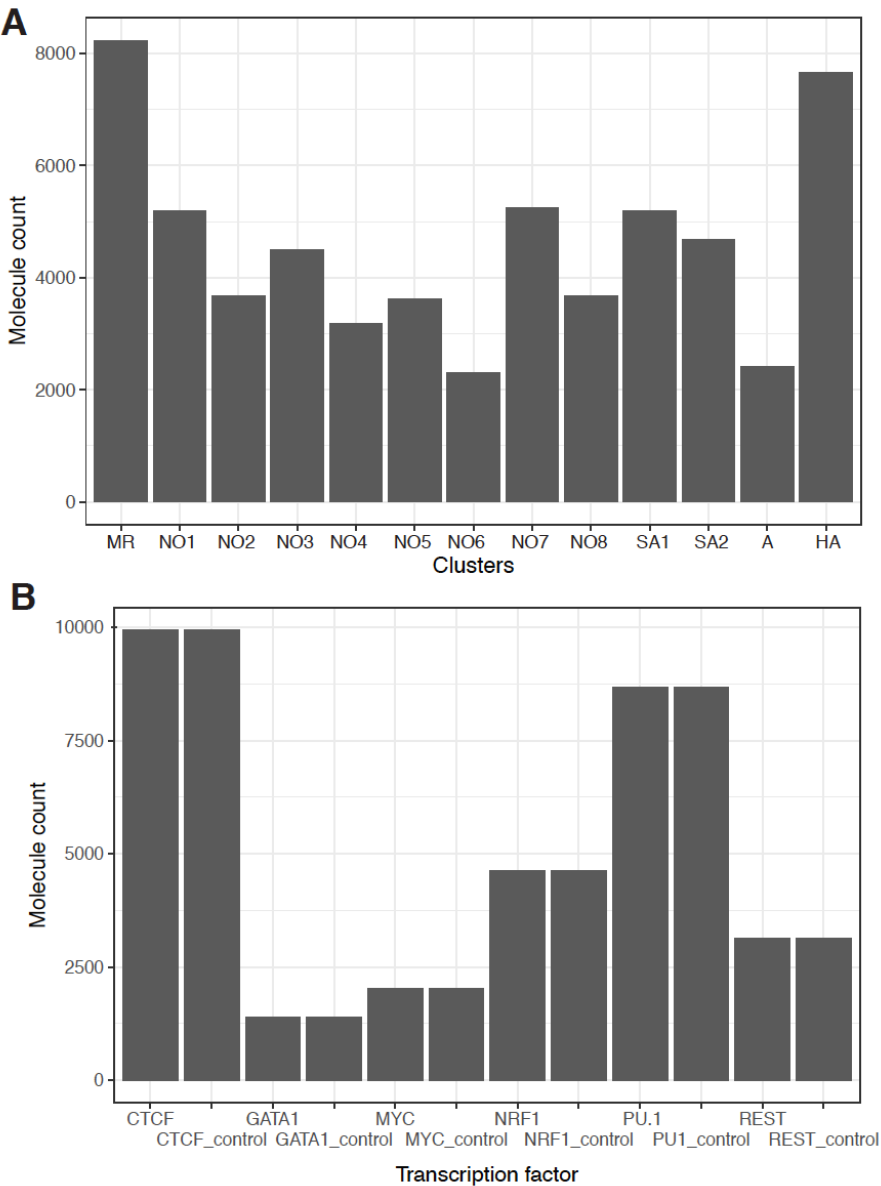 A
Molecule count
8000
6000
4000
2000
0
MR NO1 NO2 NO3 NO4 NO5 NO6 NO7 NO8 SA1 SA2 A HA
Clusters
B
Molecule count
10000
7500
5000
2500
0
CTCF GATA1 MYC NRF1 PU.1 REST
CTCF_control GATA1_control MYC_control NRF1_control PU1_control REST_control
Transcription factor